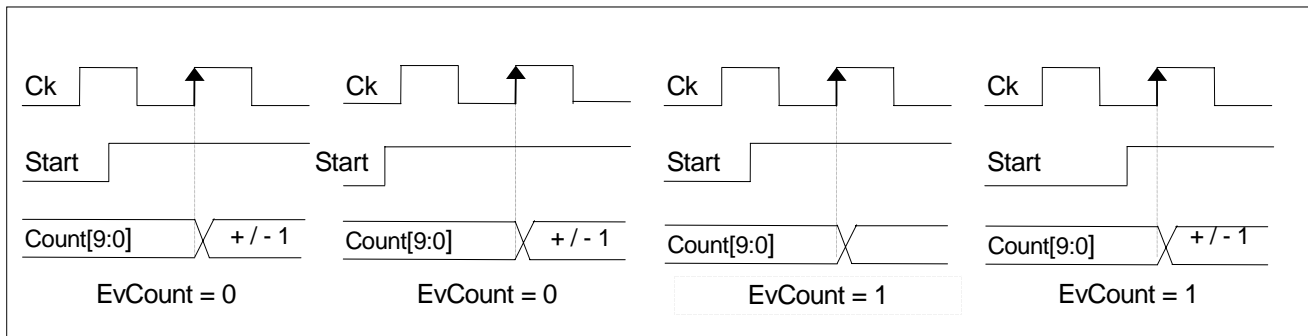 Ck Ck Ck Ck
Start Start Start Start
Count[9:0] + / - 1 Count[9:0] + / - 1 Count[9:0] Count[9:0] + / - 1
EvCount = 0 EvCount = 0 EvCount = 1 EvCount = 1